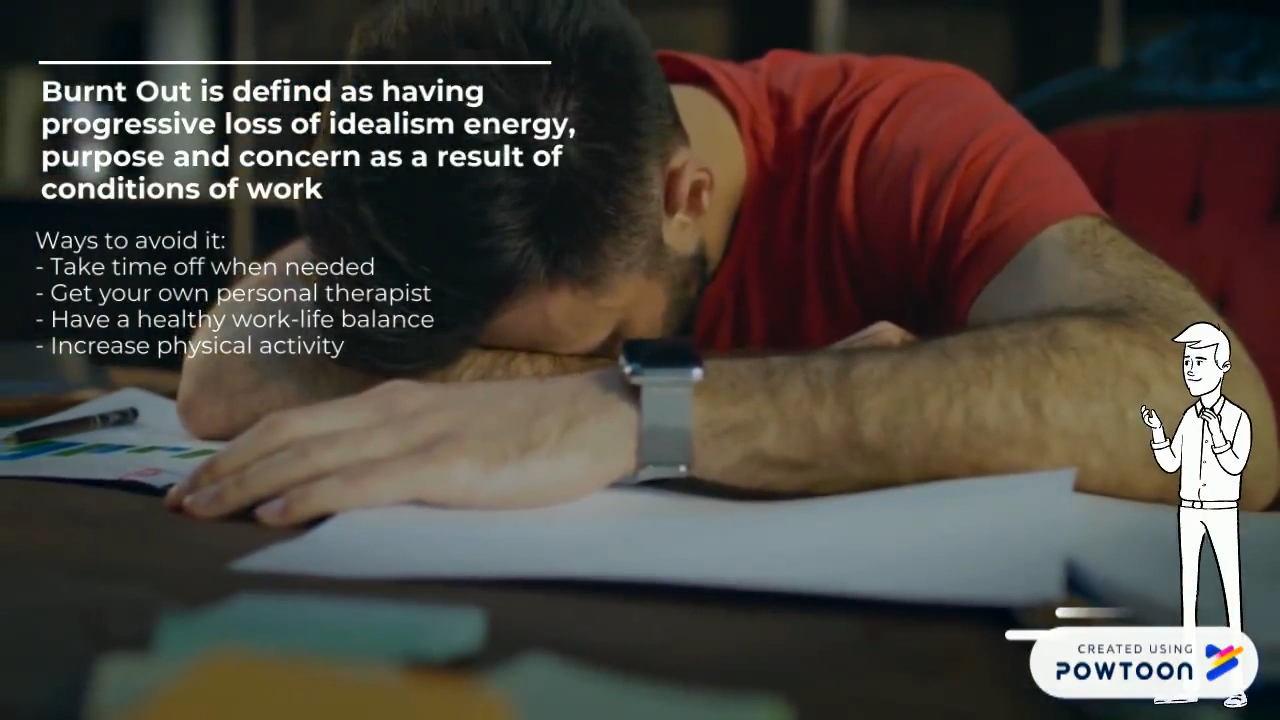 Burnt Out is defind as having
progressive loss of idealism energy,
purpose and concern as a result of
conditions of work
Ways to avoid it:
- Take time off when needed
- Get your own personal therapist
- Have a healthy work-life balance
- Increase physical activity
CREATED USING
POWTOON